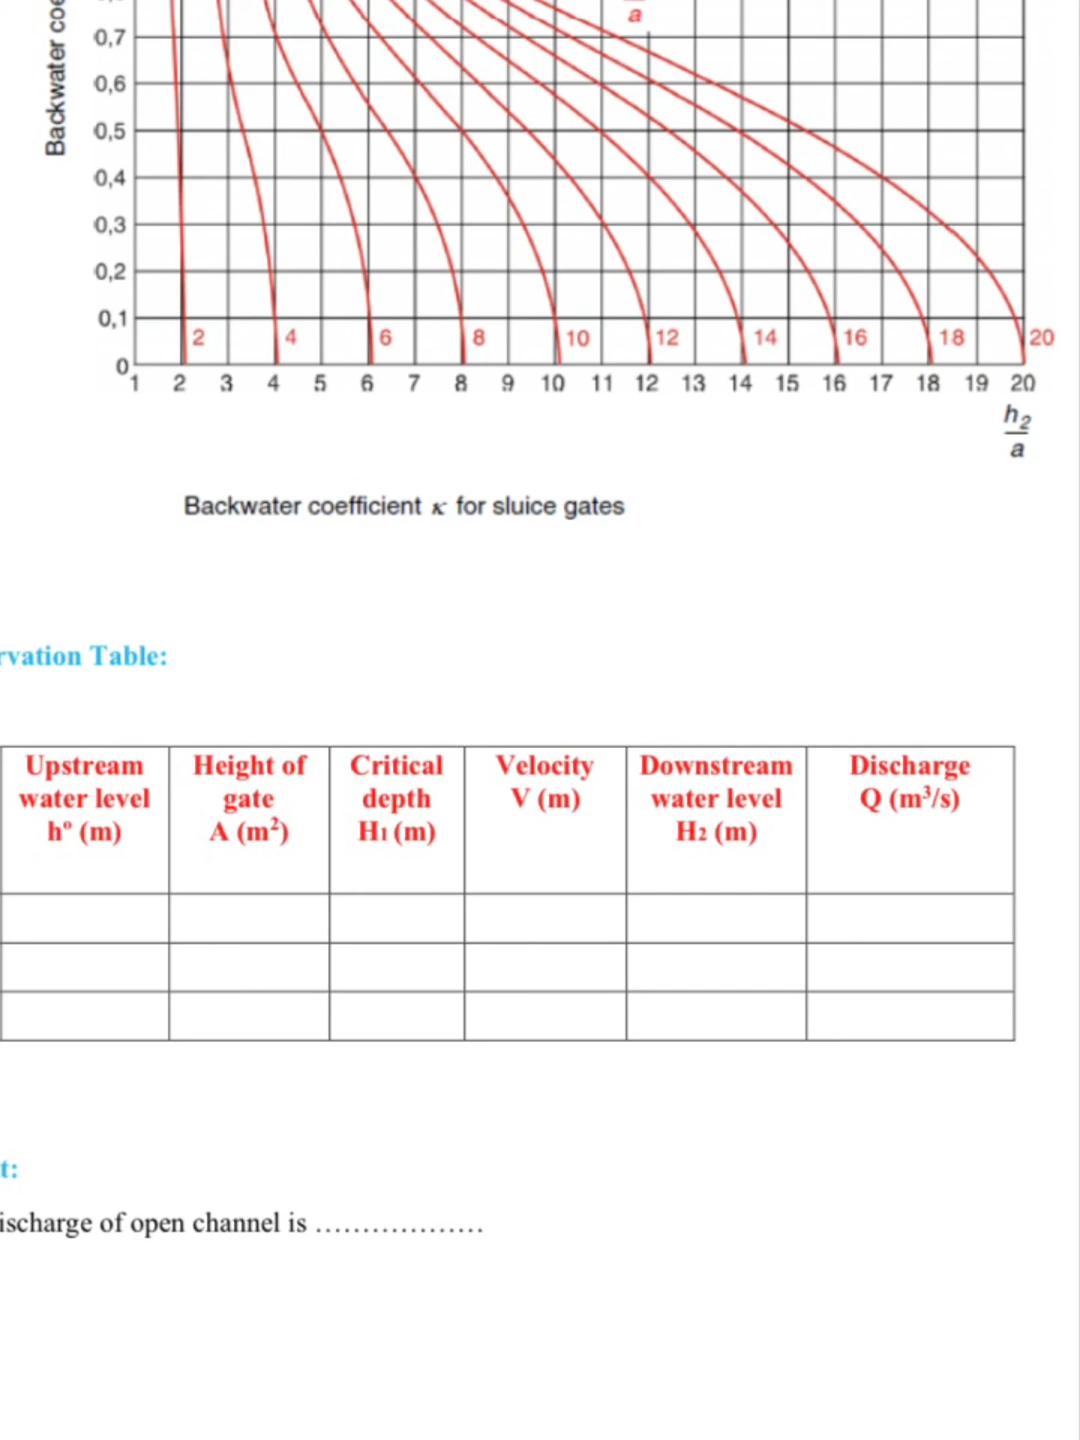 Backwater coe
a
0,7
0,6
0,5
0,4
0,3
0,2
0,1
0
2 4 6 8 10 12 14 16 18 20
1 2 3 4 5 6 7 8 9 10 11 12 13 14 15 16 17 18 19 20
h2
a
Backwater coefficient κ for sluice gates
rvation Table:
Upstream water level hº (m)
Height of gate A (m²)
Critical depth H1 (m)
Velocity V (m)
Downstream water level H2 (m)
Discharge Q (m³/s)
t:
ischarge of open channel is ………………